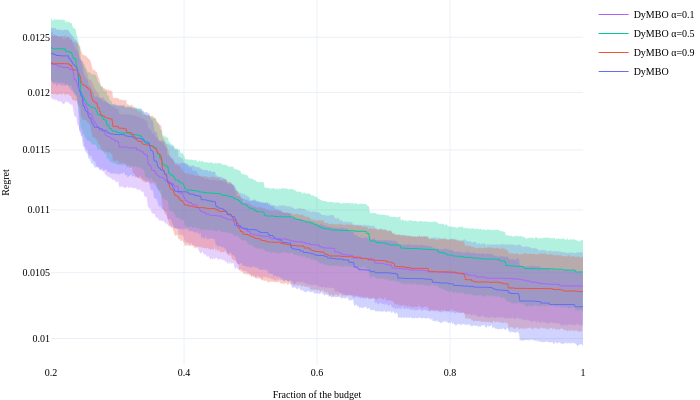 DyMBO α=0.1
DyMBO α=0.5
DyMBO α=0.9
DyMBO
0.0125
0.012
0.0115
0.011
0.0105
0.01
Regret
0.2
0.4
0.6
0.8
1
Fraction of the budget